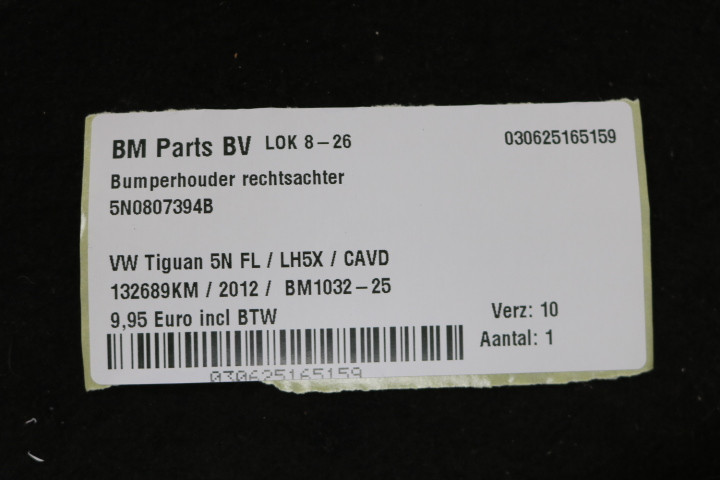 BM Parts BV LOK 8-26 030625165159
Bumperhouder rechtsachter
5N0807394B
VW Tiguan 5N FL / LH5X / CAVD
132689KM / 2012 / BM1032-25
9,95 Euro incl BTW Verz: 10
Aantal: 1
030625165159